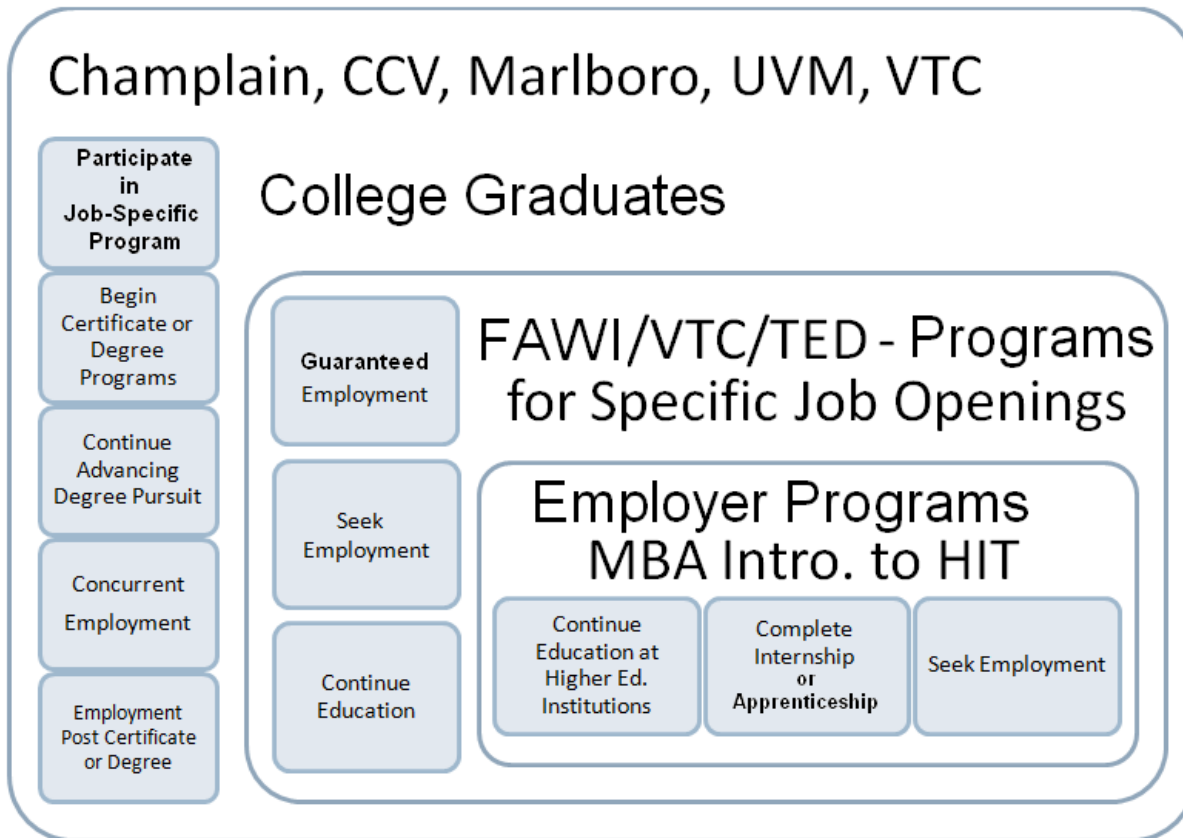 Champlain, CCV, Marlboro, UVM, VTC
Participate
in
Job-Specific
Program
Begin
Certificate or
Degree
Programs
Continue
Advancing
Degree Pursuit
Concurrent
Employment
Employment
Post Certificate
or Degree
College Graduates
Guaranteed
Employment
Seek
Employment
Continue
Education
FAWI/VTC/TED - Programs
for Specific Job Openings
Employer Programs
MBA Intro. to HIT
Continue
Education at
Higher Ed.
Institutions
Complete
Internship
or
Apprenticeship
Seek Employment